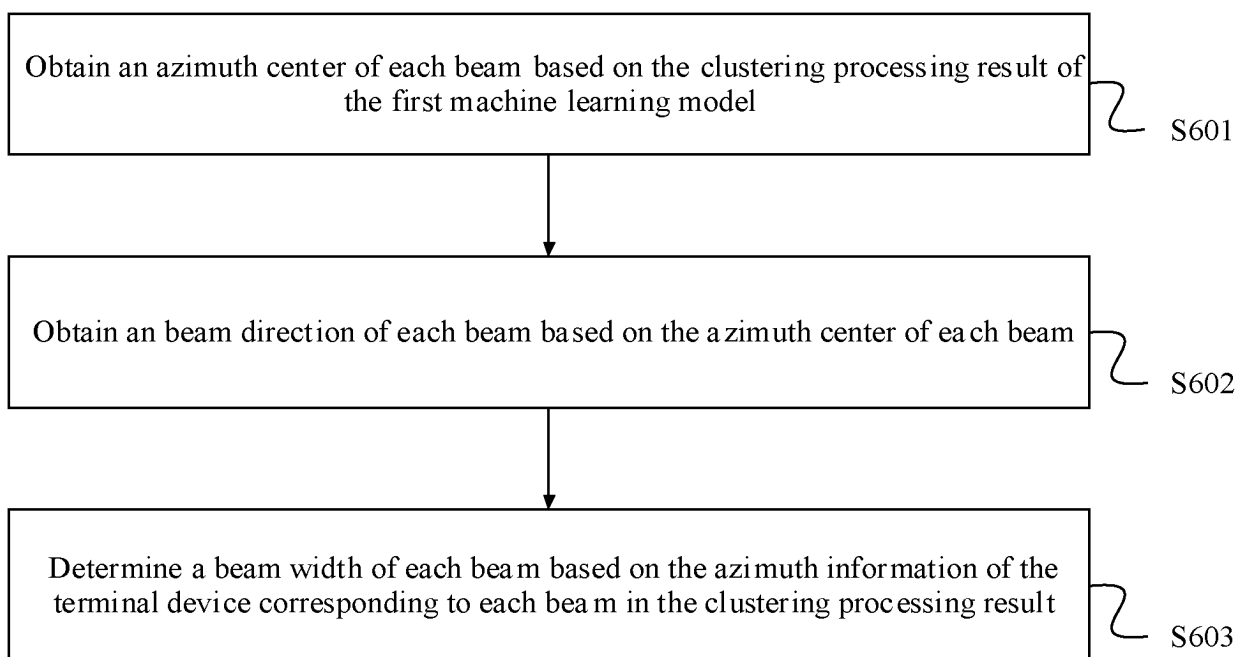 Obtain an azimuth center of each beam based on the clustering processing result of
the first machine learning model
S601
Obtain an beam direction of each beam based on the azimuth center of each beam
S602
Determine a beam width of each beam based on the azimuth information of the
terminal device corresponding to each beam in the clustering processing result
S603